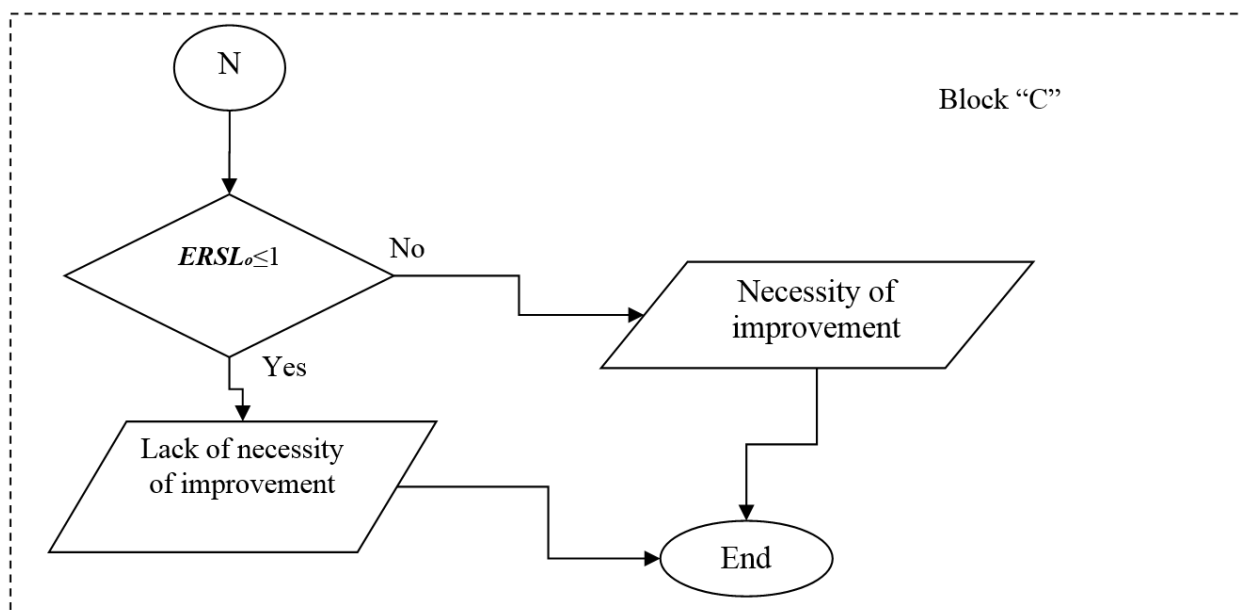 N
Block “C”
ERSLₒ≤1
No
Necessity of
improvement
Yes
Lack of necessity
of improvement
End